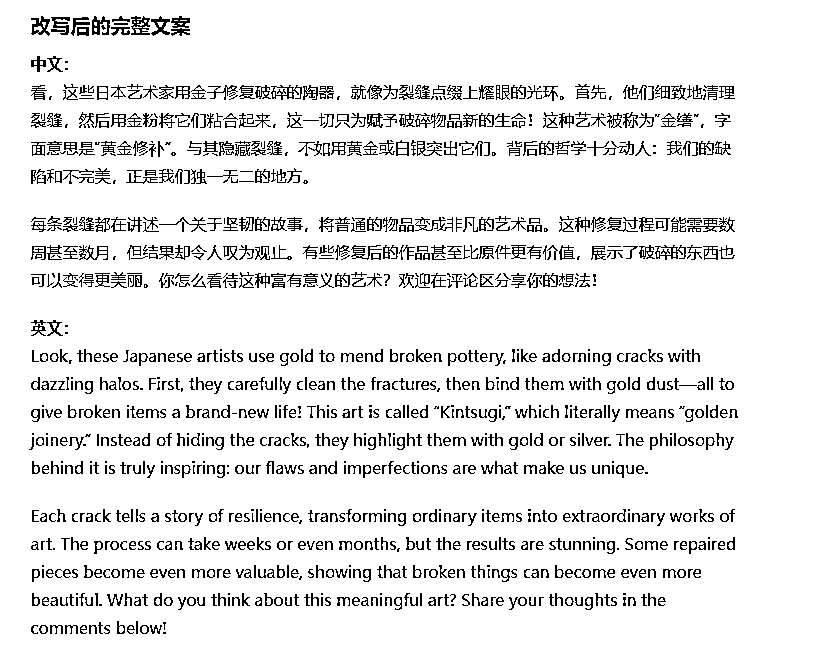 改写后的完整文案
中文：
看，这些日本艺术家用金子修复破碎的陶器，就像为裂缝点缀上耀眼的光环。首先，他们细致地清理
裂缝，然后用金粉将它们粘合起来，这一切只为赋予破碎物品新的生命！这种艺术被称为“金缮”，字
面意思是“黄金修补”。与其隐藏裂缝，不如用黄金或白银突出它们。背后的哲学十分动人：我们的缺
陷和不完美，正是我们独一无二的地方。
每条裂缝都在讲述一个关于坚韧的故事，将普通的物品变成非凡的艺术品。这种修复过程可能需要数
周甚至数月，但结果却令人叹为观止。有些修复后的作品甚至比原件更有价值，展示了破碎的东西也
可以变得更美丽。你怎么看待这种富有意义的艺术？欢迎在评论区分享你的想法！
英文：
Look, these Japanese artists use gold to mend broken pottery, like adorning cracks with
dazzling halos. First, they carefully clean the fractures, then bind them with gold dust—all to
give broken items a brand-new life! This art is called “Kintsugi,” which literally means “golden
joinery.” Instead of hiding the cracks, they highlight them with gold or silver. The philosophy
behind it is truly inspiring: our flaws and imperfections are what make us unique.
Each crack tells a story of resilience, transforming ordinary items into extraordinary works of
art. The process can take weeks or even months, but the results are stunning. Some repaired
pieces become even more valuable, showing that broken things can become even more
beautiful. What do you think about this meaningful art? Share your thoughts in the
comments below!